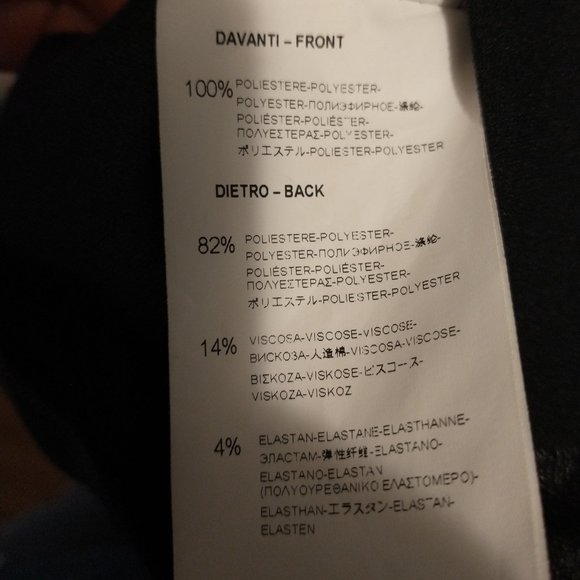 DAVANTI – FRONT
100% POLIESTERE-POLYESTER-
POLYESTER-ПОЛИЭФИРНОЕ-涤纶-
POLIÉSTER-POLIÉSTER-
ΠΟΛΥΕΣΤΕΡΑΣ-POLYESTER-
ポリエステル-POLIESTER-POLYESTER
DIETRO – BACK
82% POLIESTERE-POLYESTER-
POLYESTER-ПОЛИЭФИРНОЕ-涤纶-
POLIÉSTER-POLIÉSTER-
ΠΟΛΥΕΣΤΕΡΑΣ-POLYESTER-
ポリエステル-POLIESTER-POLYESTER
14% VISCOSA-VISCOSE-VISCOSE-
ВИСКОЗА-人造棉-VISCOSA-VISCOSE-
ΒΙΣΚΟΖΑ-VISKOSE-ビスコース-
VISKOZA-VISKOZ
4% ELASTAN-ELASTANE-ELASTHANNE-
ЭЛАСТАМ-弹性纤维-ELASTANO-
ELASTANO-ELASTAN
(ΠΟΛΥΟΥΡΕΘΑΝΙΚΟ ΕΛΑΣΤΟΜΕΡΟ)-
ELASTHAN-エラスタン-ELASTAN-
ELASTEN